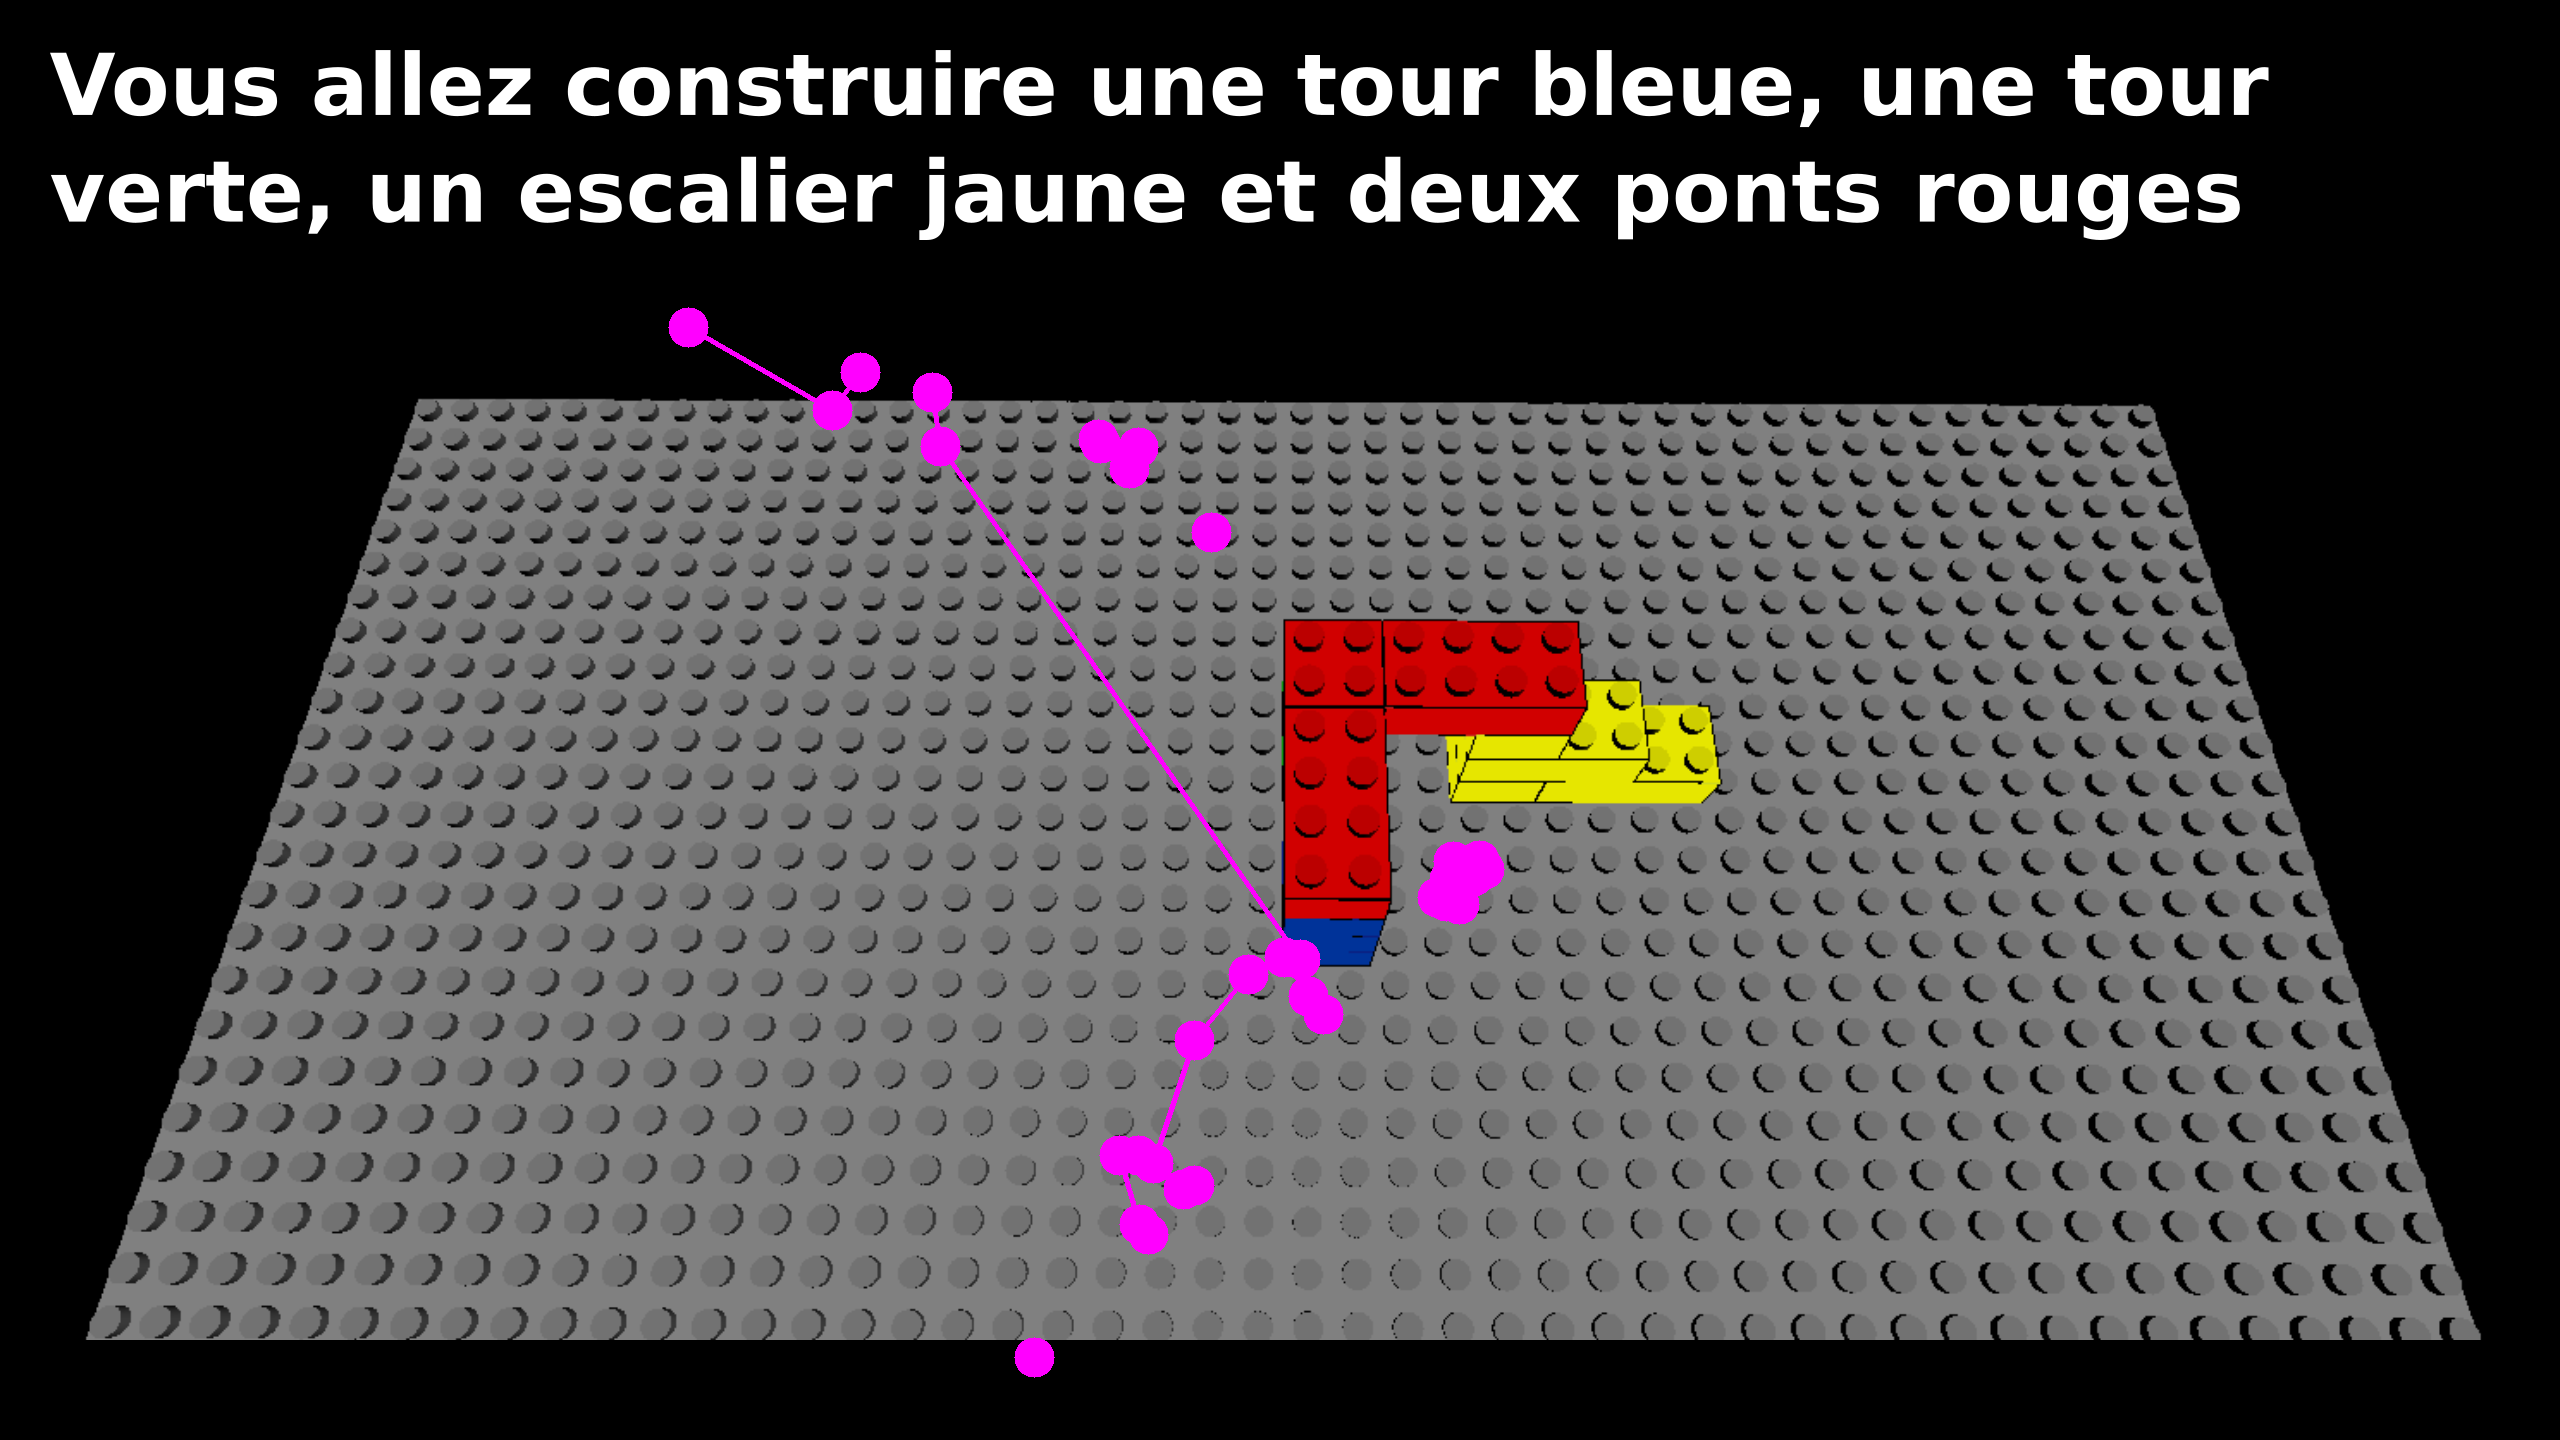 Vous allez construire une tour bleue, une tour
verte, un escalier jaune et deux ponts rouges